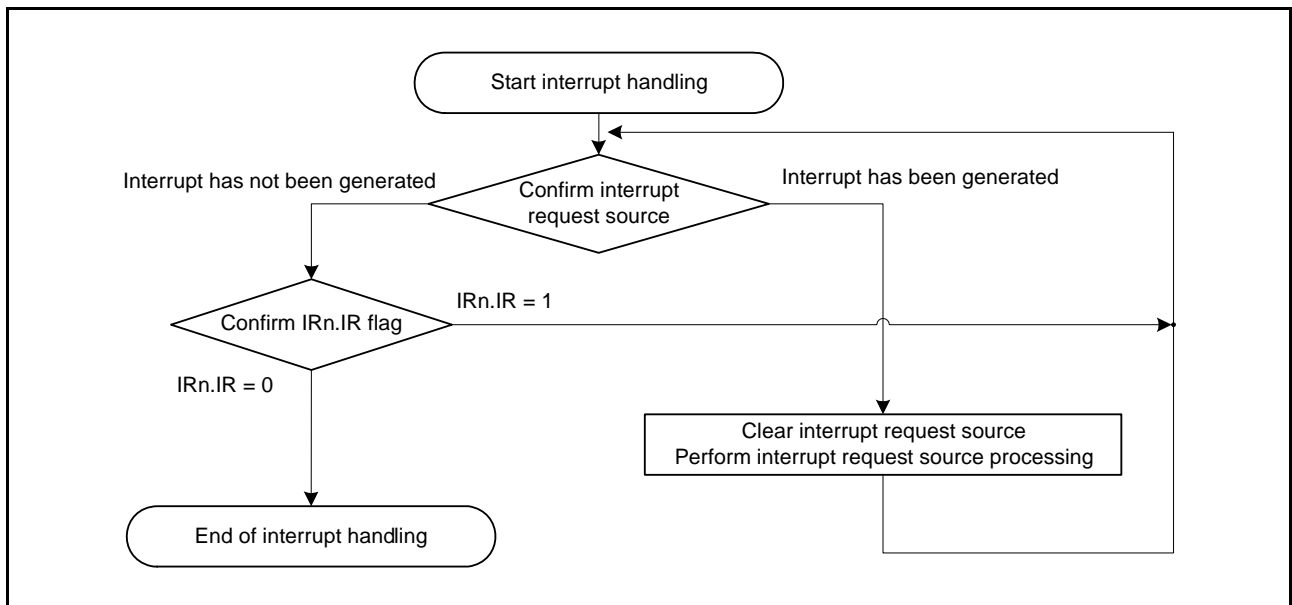 Start interrupt handling
Interrupt has not been generated
Interrupt has been generated
Confirm interrupt
request source
IRn.IR = 1
Confirm IRn.IR flag
IRn.IR = 0
Clear interrupt request source
Perform interrupt request source processing
End of interrupt handling